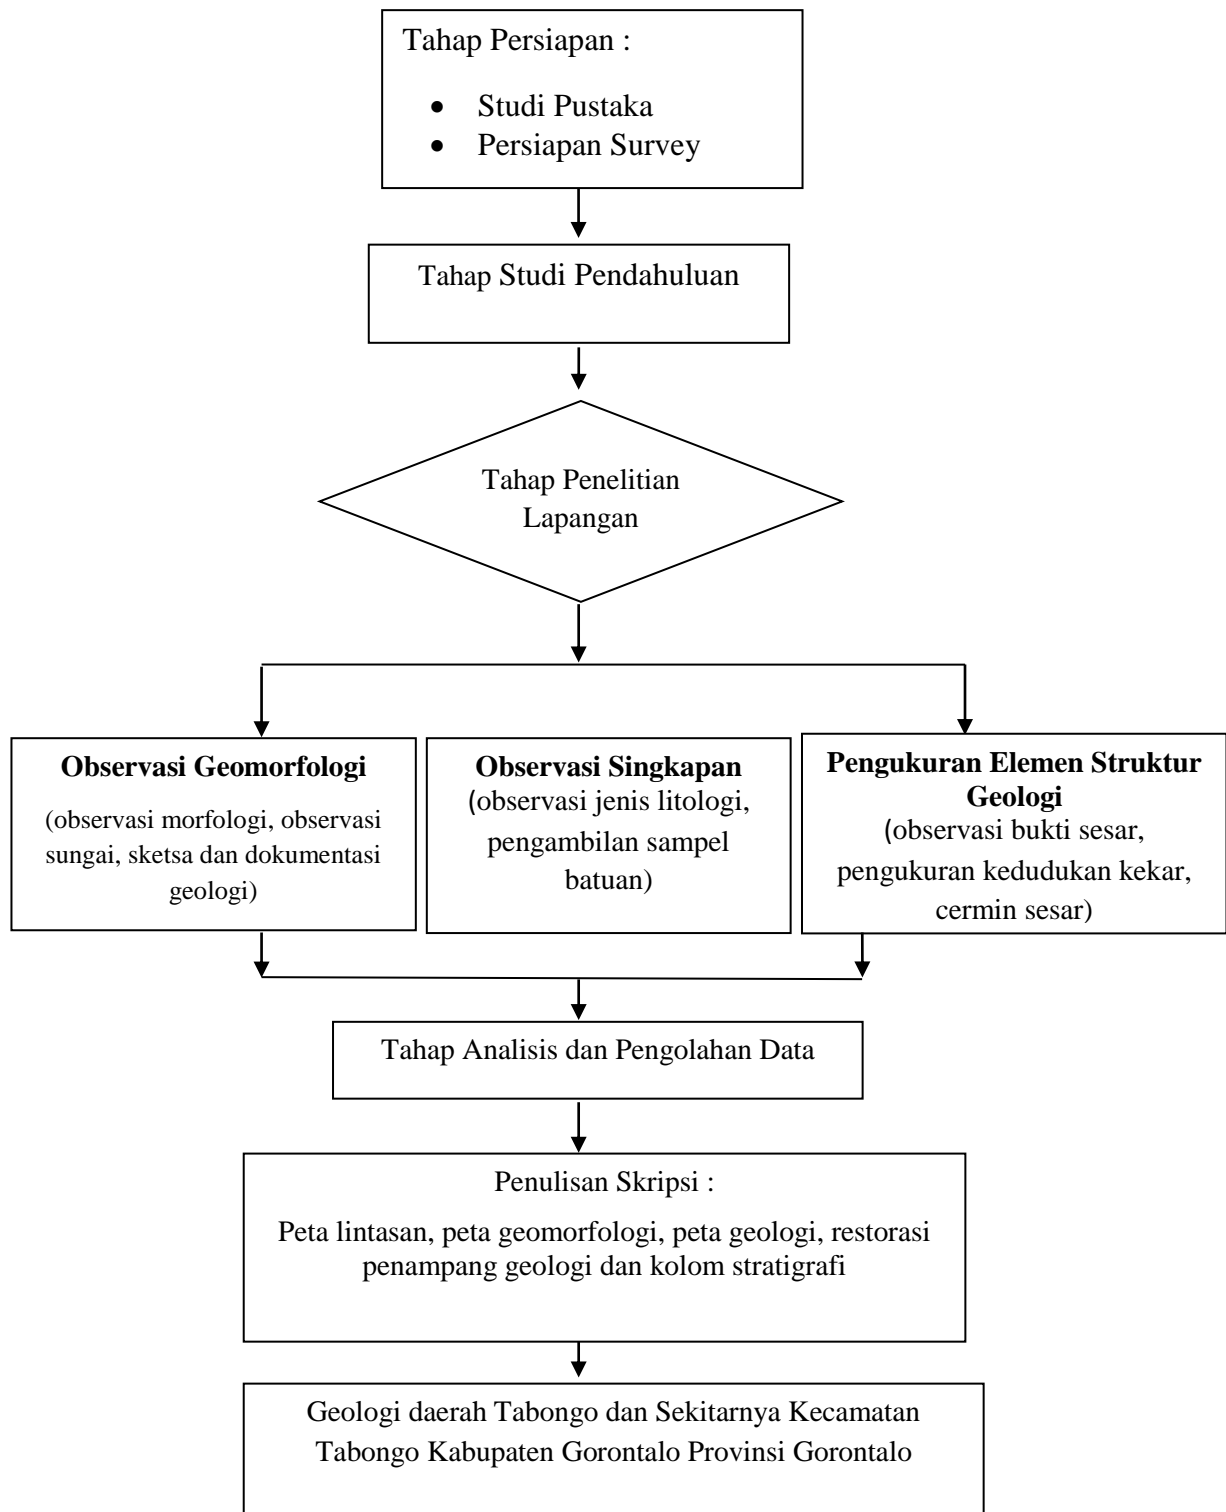 Tahap Persiapan :
• Studi Pustaka
• Persiapan Survey
Tahap Studi Pendahuluan
Tahap Penelitian
Lapangan
Observasi Geomorfologi
(observasi morfologi, observasi
sungai, sketsa dan dokumentasi
geologi)
Observasi Singkapan
(observasi jenis litologi,
pengambilan sampel
batuan)
Pengukuran Elemen Struktur
Geologi
(observasi bukti sesar,
pengukuran kedudukan kekar,
cermin sesar)
Tahap Analisis dan Pengolahan Data
Penulisan Skripsi :
Peta lintasan, peta geomorfologi, peta geologi, restorasi
penampang geologi dan kolom stratigrafi
Geologi daerah Tabongo dan Sekitarnya Kecamatan
Tabongo Kabupaten Gorontalo Provinsi Gorontalo